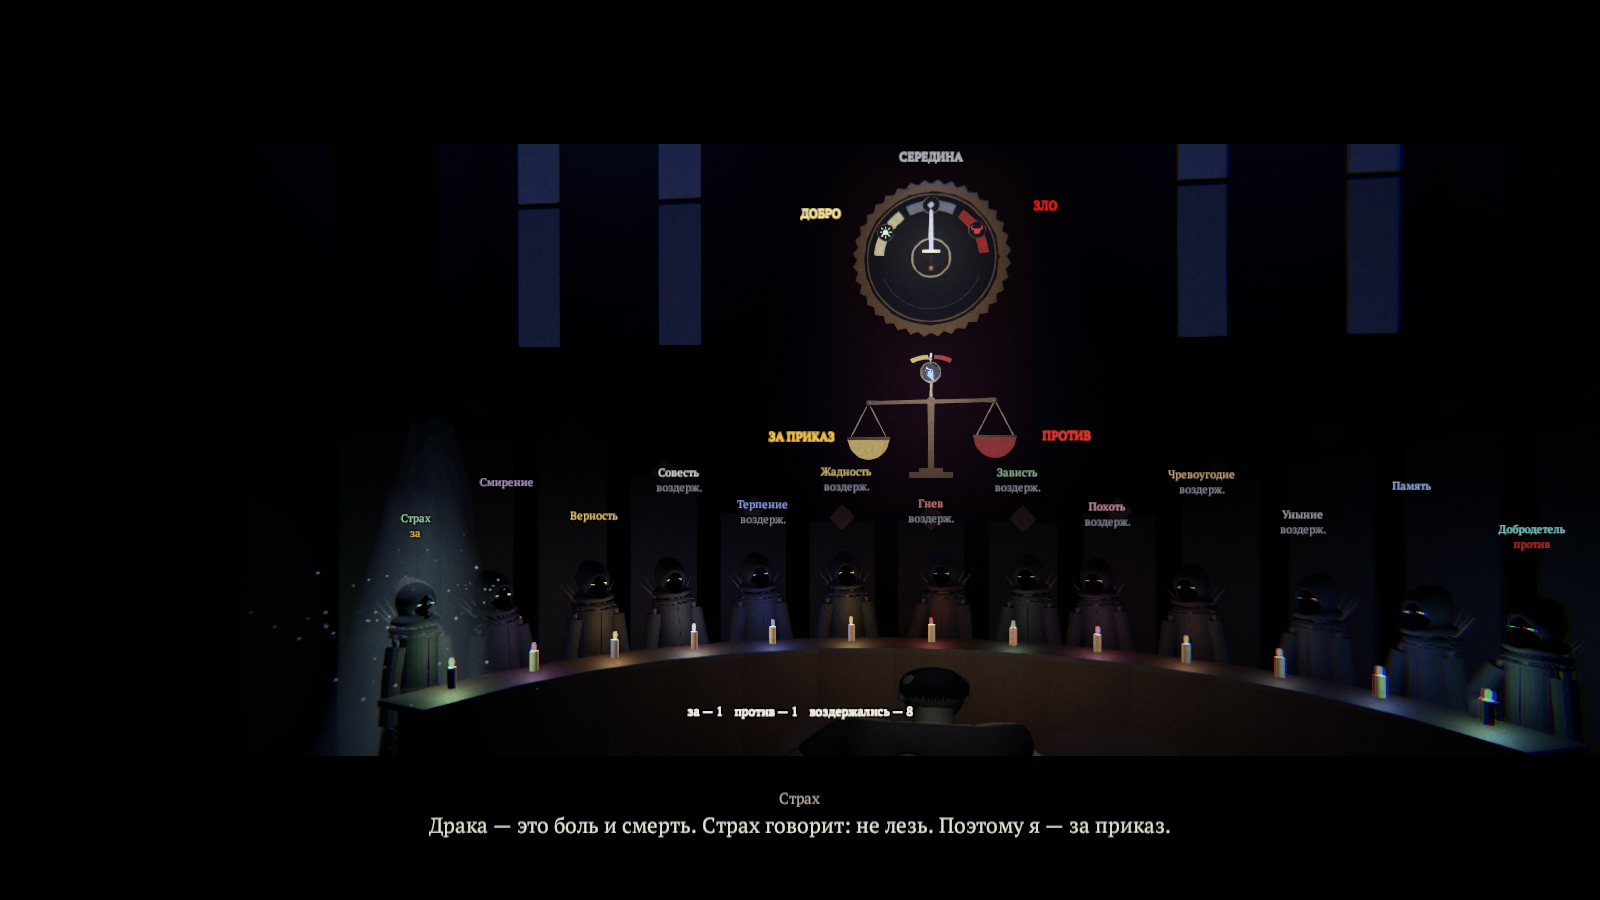 СЕРЕДИНА
ДОБРО
ЗЛО
ЗА ПРИКАЗ
ПРОТИВ
Страх
за
Смирение
Верность
Совесть
воздерж.
Терпение
воздерж.
Жадность
воздерж.
Гнев
воздерж.
Зависть
воздерж.
Похоть
воздерж.
Чревоугодие
воздерж.
Уныние
воздерж.
Память
Добродетель
против
за — 1 против — 1 воздержались — 8
Страх
Драка — это боль и смерть. Страх говорит: не лезь. Поэтому я — за приказ.